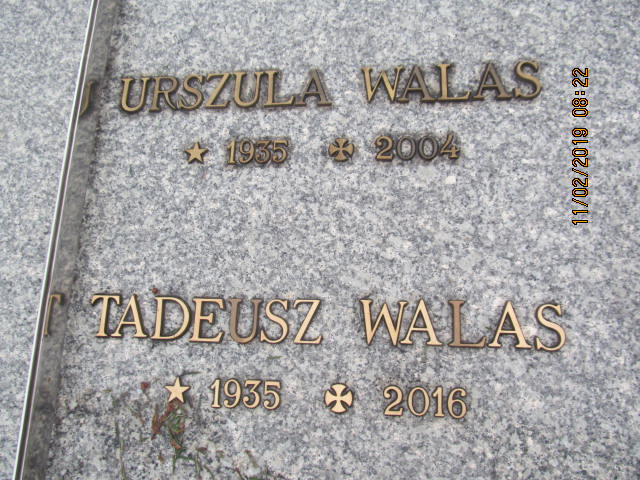 URSZULA WALAS
1935 2004
TADEUSZ WALAS
1935 2016
11/02/2019 08:22